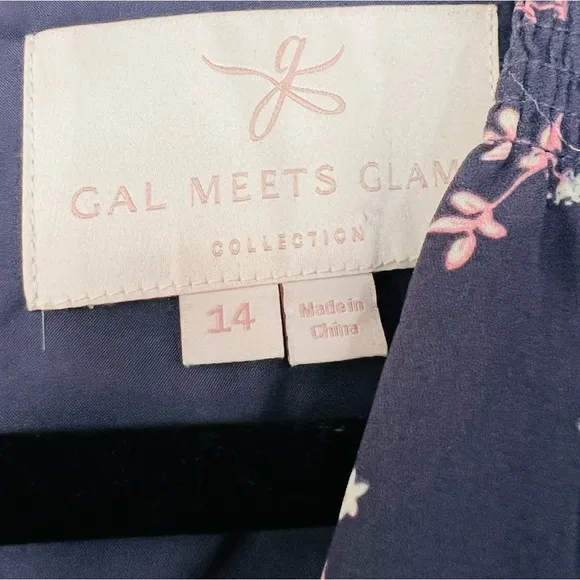 GAL MEETS GLAM
COLLECTION
14
Made in
China